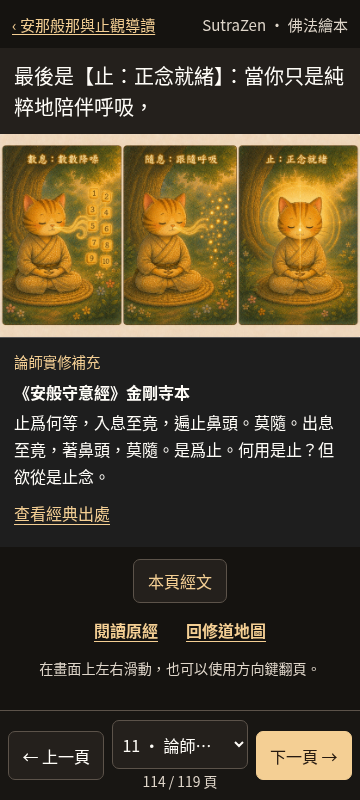 ‹ 安那般那與止觀導讀
SutraZen · 佛法繪本
最後是【止：正念就緒】：當你只是純
粹地陪伴呼吸，
數息：數數降噪
1 2
3 4
5 6
7 8
9 10
隨息：跟隨呼吸
止：正念就緒
論師實修補充
《安般守意經》金剛寺本
止爲何等，入息至竟，遍止鼻頭。莫隨。出息
至竟，著鼻頭，莫隨。是爲止。何用是止？但
欲從是止念。
查看經典出處
本頁經文
閱讀原經 回修道地圖
在畫面上左右滑動，也可以使用方向鍵翻頁。
← 上一頁
11 · 論師…
下一頁 →
114 / 119 頁